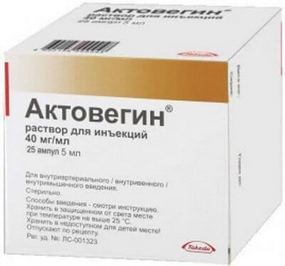 Актовегин®
раствор для инъекций
40 мг/мл
25 ампул 5 мл
Для внутриартериального / внутривенного /
внутримышечного введения.
Стерильно.
Способы введения - смотри инструкцию.
Хранить в защищенном от света месте
при температуре не выше 25 °C.
Хранить в недоступном для детей месте!
Отпускают по рецепту.
Рег. уд. №: ЛС-001323
Takeda